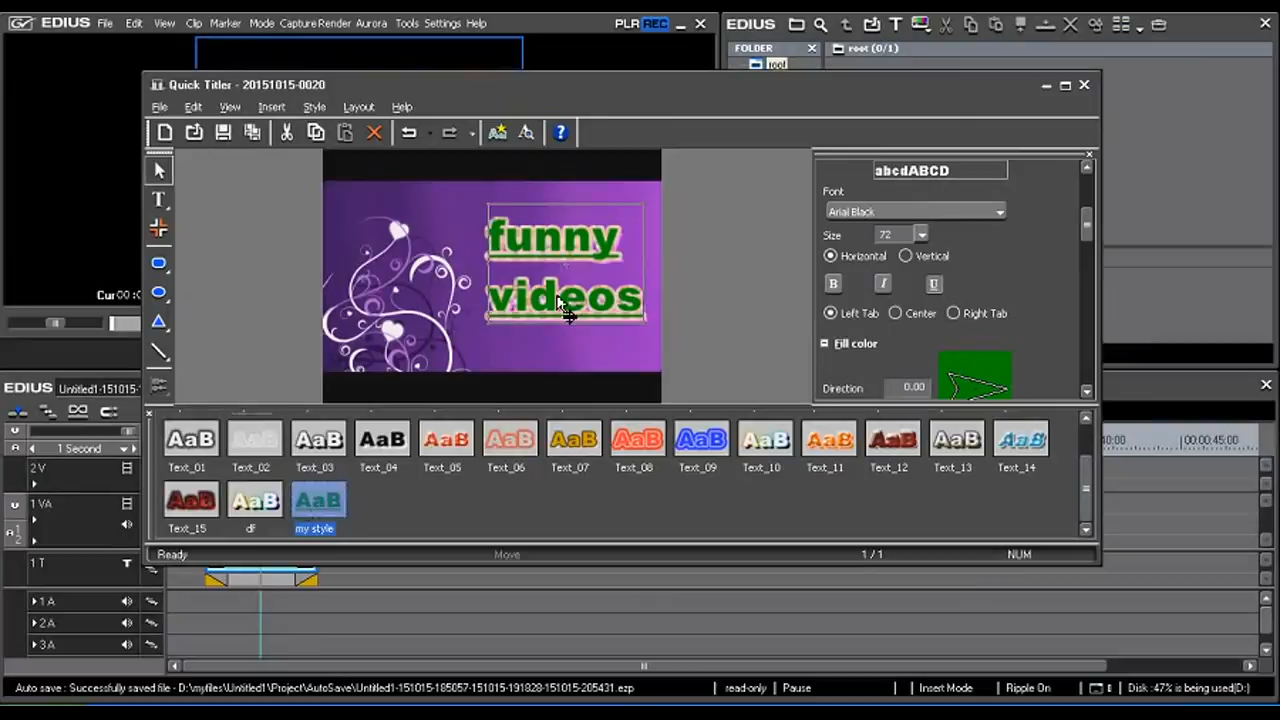 EDIUS File Edit View Clip Marker Mode Capture Render Aurora Tools Settings Help PLR REC
EDIUS
FOLDER root (0/1)
root
Quick Titler - 20151015-0020
File Edit View Insert Style Layout Help
abcdABCD
Font
Arial Black
Size 72
Horizontal Vertical
B I U
Left Tab Center Right Tab
Fill color
Direction 0.00
funny
videos
Cur 00:0
EDIUS Untitled1-151015-
1 Second
00:00:45:00
AaB AaB AaB AaB AaB AaB AaB AaB AaB AaB AaB AaB AaB AaB
Text_01 Text_02 Text_03 Text_04 Text_05 Text_06 Text_07 Text_08 Text_09 Text_10 Text_11 Text_12 Text_13 Text_14
AaB AaB AaB
Text_15 df my style
Ready Move 1 / 1 NUM
2 V
1 VA
1 T T
1 A
2 A
3 A
Auto save : Successfully saved file - D:\myfiles\Untitled1\Project\AutoSave\Untitled1-151015-185057-151015-191828-151015-205431.ezp read-only Pause Insert Mode Ripple On Disk :47% is being used(D:)